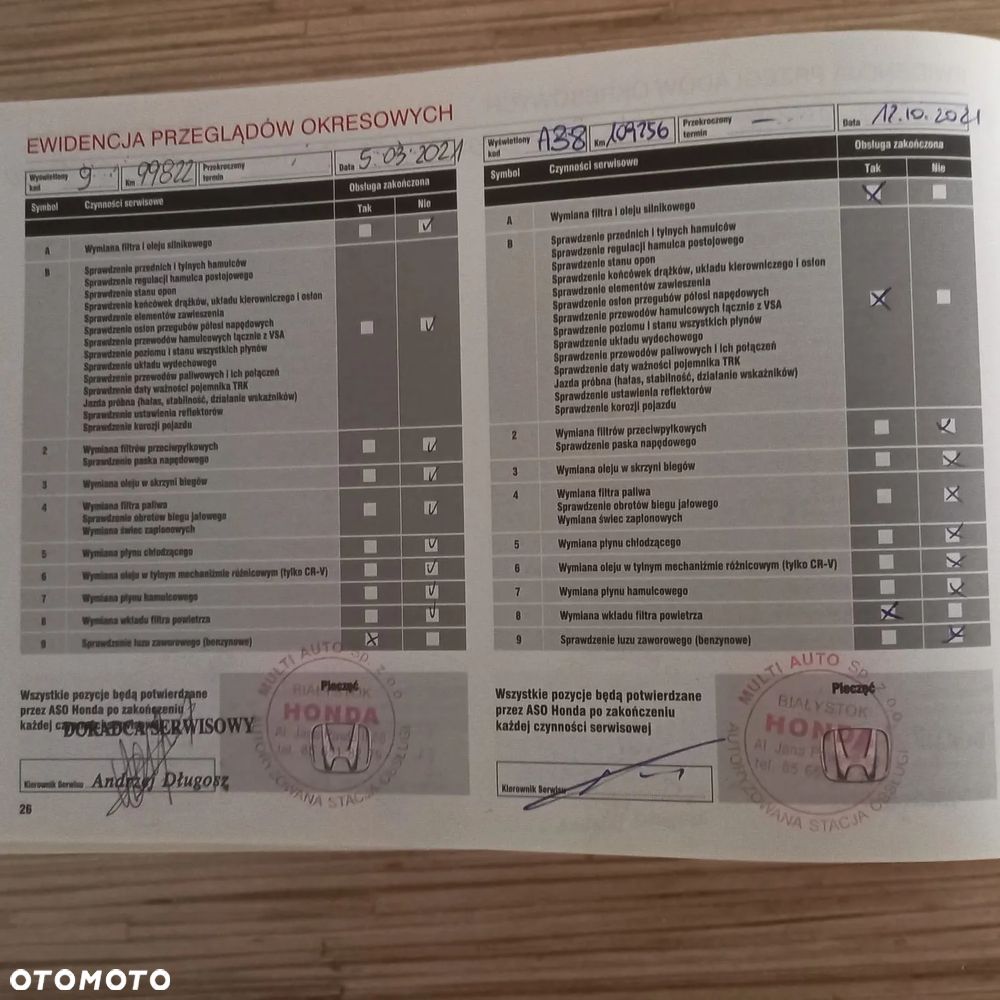 EWIDENCJA PRZEGLĄDÓW OKRESOWYCH
Wyświetlony kod 9 Km 99822 Przekroczony termin Data 5.03.2021
Symbol Czynności serwisowe Obsługa zakończona
Tak Nie
A Wymiana filtra i oleju silnikowego
B Sprawdzenie przednich i tylnych hamulców
Sprawdzenie regulacji hamulca postojowego
Sprawdzenie stanu opon
Sprawdzenie końcówek drążków, układu kierowniczego i osłon
Sprawdzenie elementów zawieszenia
Sprawdzenie osłon przegubów półosi napędowych
Sprawdzenie przewodów hamulcowych łącznie z VSA
Sprawdzenie poziomu i stanu wszystkich płynów
Sprawdzenie układu wydechowego
Sprawdzenie przewodów paliwowych i ich połączeń
Sprawdzenie daty ważności pojemnika TRK
Jazda próbna (hałas, stabilność, działanie wskaźników)
Sprawdzenie ustawienia reflektorów
Sprawdzenie korozji pojazdu
2 Wymiana filtrów przeciwpyłkowych
Sprawdzenie paska napędowego
3 Wymiana oleju w skrzyni biegów
4 Wymiana filtra paliwa
Sprawdzenie obrotów biegu jałowego
Wymiana świec zapłonowych
5 Wymiana płynu chłodzącego
6 Wymiana oleju w tylnym mechaniźmie różnicowym (tylko CR-V)
7 Wymiana płynu hamulcowego
8 Wymiana wkładu filtra powietrza
9 Sprawdzenie luzu zaworowego (benzynowe)
Wszystkie pozycje będą potwierdzane
przez ASO Honda po zakończeniu
każdej czynności serwisowej
DORADCA SERWISOWY
Kierownik Serwisu Andrzej Długosz
Pieczęć
MULTI AUTO Sp. z o.o.
BIAŁYSTOK
HONDA
Al. Jana
tel. 85
AUTORYZOWANA STACJA OBSŁUGI
26
Wyświetlony kod A38 Km 109256 Przekroczony termin – Data 12.10.2021
Symbol Czynności serwisowe Obsługa zakończona
Tak Nie
A Wymiana filtra i oleju silnikowego
B Sprawdzenie przednich i tylnych hamulców
Sprawdzenie regulacji hamulca postojowego
Sprawdzenie stanu opon
Sprawdzenie końcówek drążków, układu kierowniczego i osłon
Sprawdzenie elementów zawieszenia
Sprawdzenie osłon przegubów półosi napędowych
Sprawdzenie przewodów hamulcowych łącznie z VSA
Sprawdzenie poziomu i stanu wszystkich płynów
Sprawdzenie układu wydechowego
Sprawdzenie przewodów paliwowych i ich połączeń
Sprawdzenie daty ważności pojemnika TRK
Jazda próbna (hałas, stabilność, działanie wskaźników)
Sprawdzenie ustawienia reflektorów
Sprawdzenie korozji pojazdu
2 Wymiana filtrów przeciwpyłkowych
Sprawdzenie paska napędowego
3 Wymiana oleju w skrzyni biegów
4 Wymiana filtra paliwa
Sprawdzenie obrotów biegu jałowego
Wymiana świec zapłonowych
5 Wymiana płynu chłodzącego
6 Wymiana oleju w tylnym mechaniźmie różnicowym (tylko CR-V)
7 Wymiana płynu hamulcowego
8 Wymiana wkładu filtra powietrza
9 Sprawdzenie luzu zaworowego (benzynowe)
Wszystkie pozycje będą potwierdzane
przez ASO Honda po zakończeniu
każdej czynności serwisowej
Kierownik Serwisu
Pieczęć
MULTI AUTO Sp. z o.o.
BIAŁYSTOK
HONDA
Al. Jana
tel. 85
AUTORYZOWANA STACJA OBSŁUGI
OTOMOTO